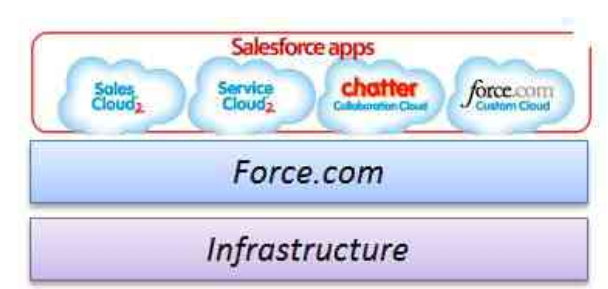 Salesforce apps
Sales Cloud2
Service Cloud2
chatter Collaboration Cloud
force.com Custom Cloud
Force.com
Infrastructure